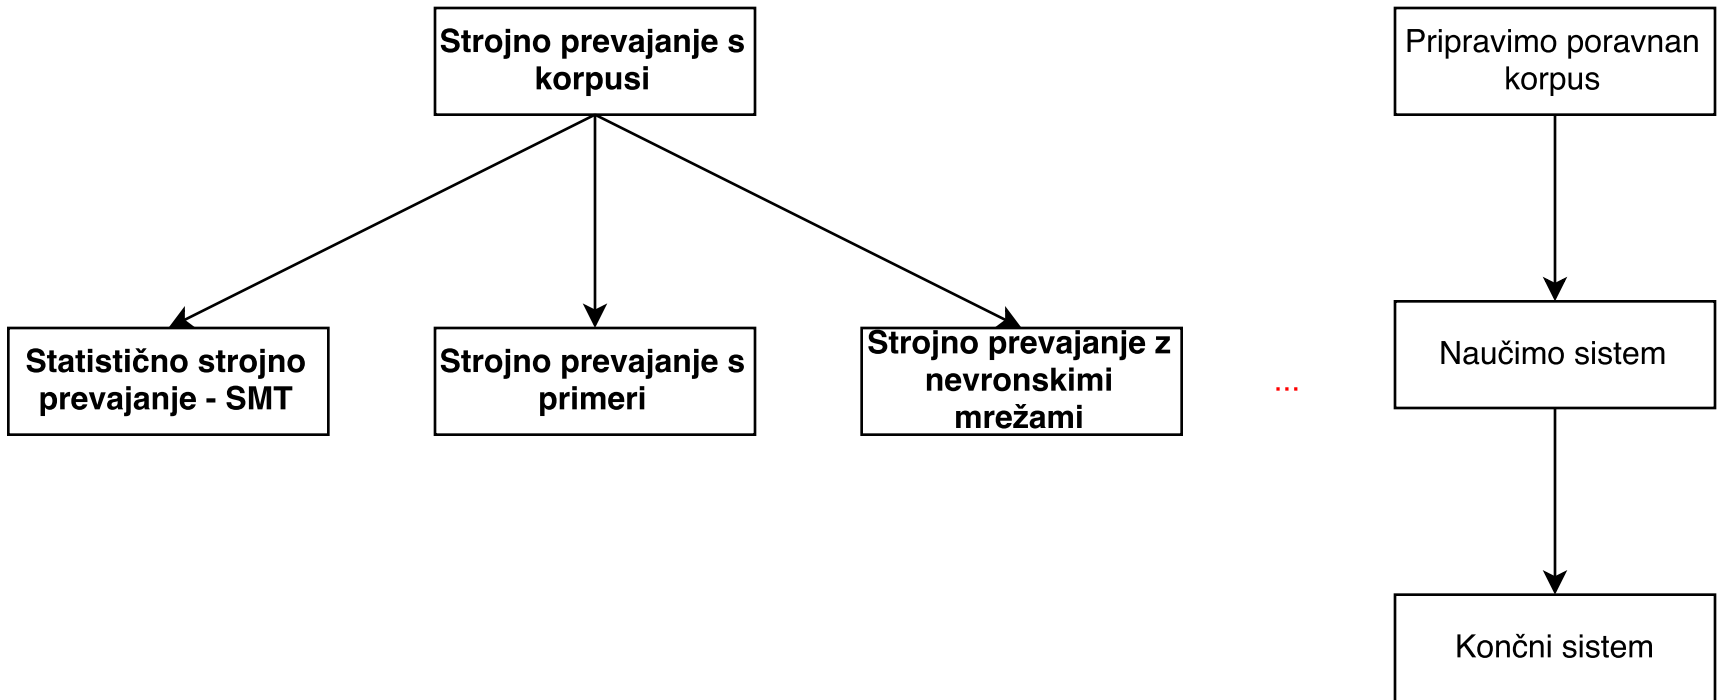 Strojno prevajanje s
korpusi
Pripravimo poravnan
korpus
Statistično strojno
prevajanje - SMT
Strojno prevajanje s
primeri
Strojno prevajanje z
nevronskimi
mrežami
...
Naučimo sistem
Končni sistem